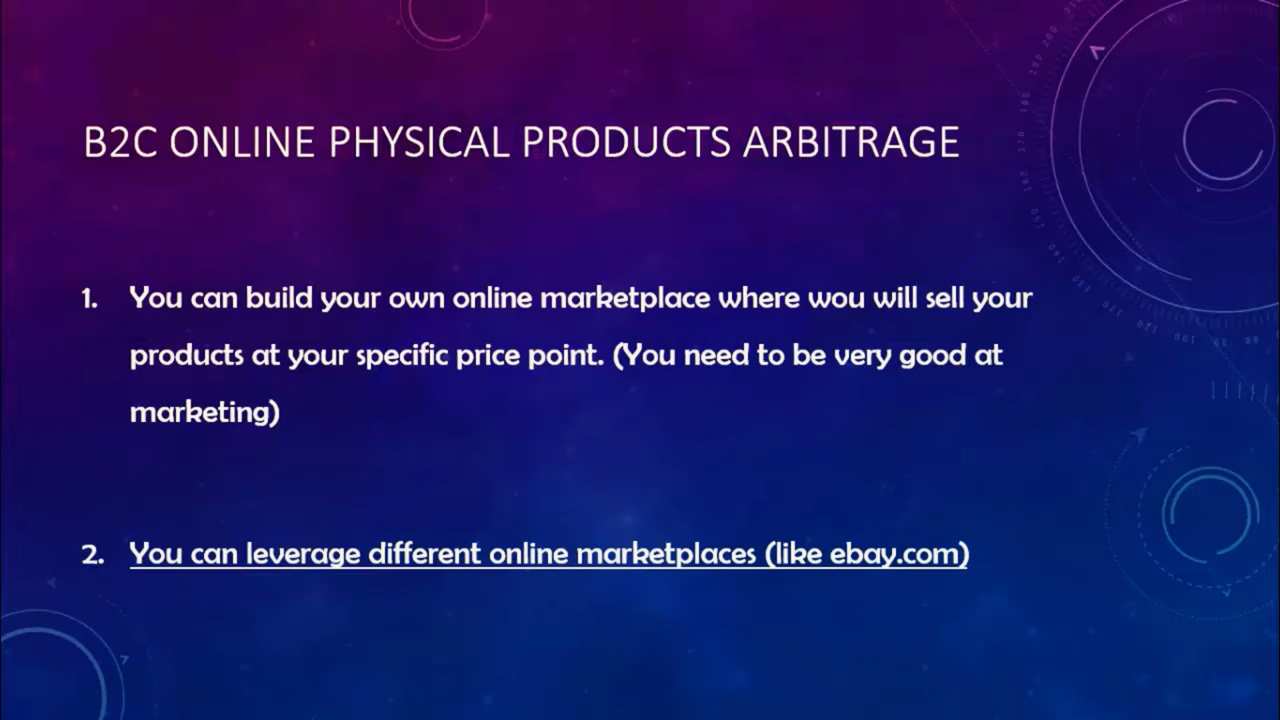 B2C ONLINE PHYSICAL PRODUCTS ARBITRAGE
1. You can build your own online marketplace where wou will sell your
products at your specific price point. (You need to be very good at
marketing)
2. You can leverage different online marketplaces (like ebay.com)